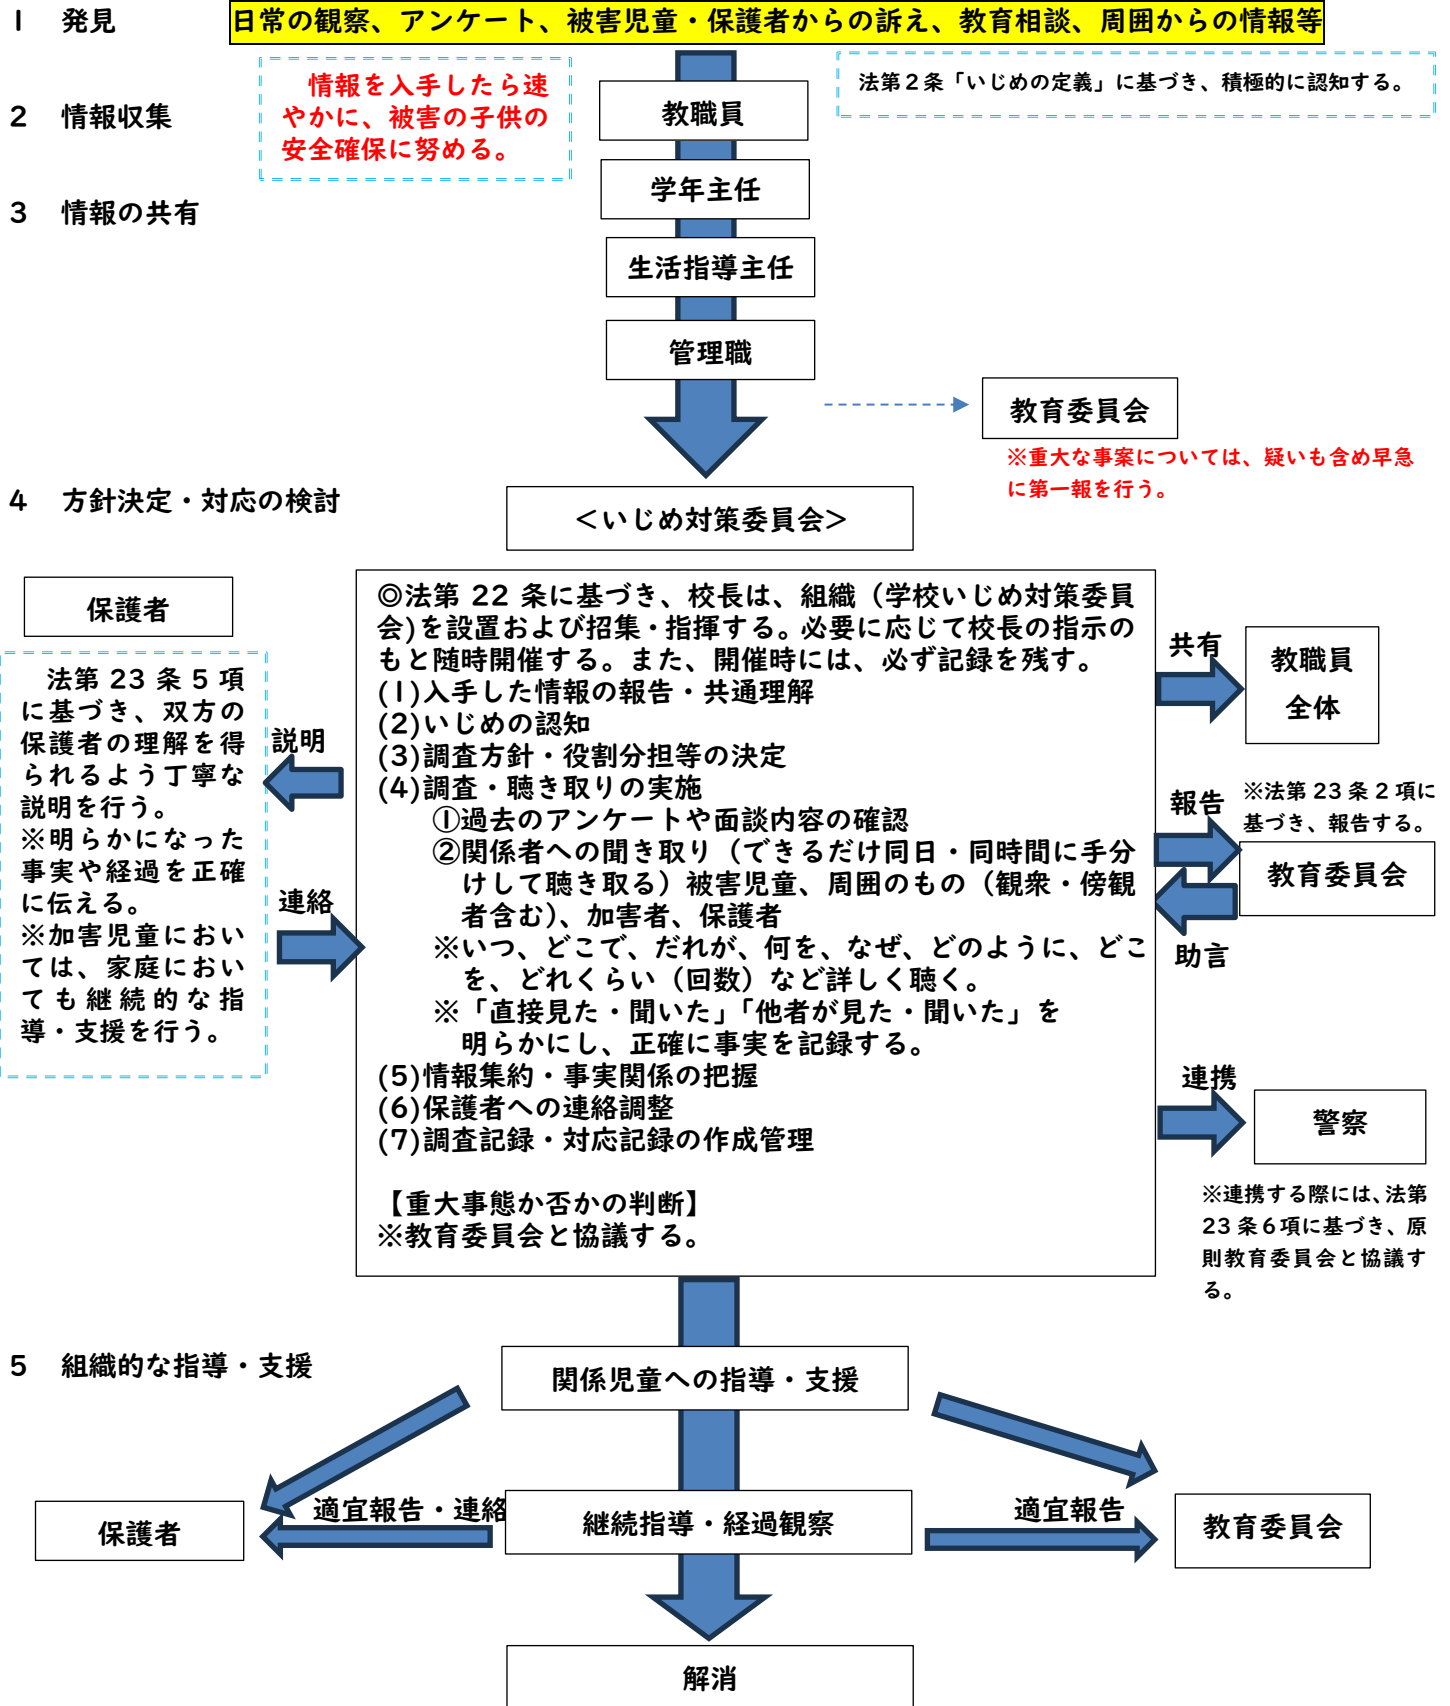 1　発見
日常の観察、アンケート、被害児童・保護者からの訴え、教育相談、周囲からの情報等
情報を入手したら速
やかに、被害の子供の
安全確保に努める。
法第２条「いじめの定義」に基づき、積極的に認知する。
2　情報収集
教職員
学年主任
3　情報の共有
生活指導主任
管理職
教育委員会
※重大な事案については、疑いも含め早急
に第一報を行う。
4　方針決定・対応の検討
＜いじめ対策委員会＞
保護者
法第 23 条 5 項
に基づき、双方の
保護者の理解を得
られるよう丁寧な
説明を行う。
※明らかになった
事実や経過を正確
に伝える。
※加害児童におい
ては、家庭におい
ても継続的な指
導・支援を行う。
説明
連絡
◎法第 22 条に基づき、校長は、組織（学校いじめ対策委員
会)を設置および招集・指揮する。必要に応じて校長の指示の
もと随時開催する。また、開催時には、必ず記録を残す。
(1)入手した情報の報告・共通理解
(2)いじめの認知
(3)調査方針・役割分担等の決定
(4)調査・聴き取りの実施
①過去のアンケートや面談内容の確認
②関係者への聞き取り（できるだけ同日・同時間に手分
けして聴き取る）被害児童、周囲のもの（観衆・傍観
者含む）、加害者、保護者
※いつ、どこで、だれが、何を、なぜ、どのように、どこ
を、どれくらい（回数）など詳しく聴く。
※「直接見た・聞いた」「他者が見た・聞いた」を
明らかにし、正確に事実を記録する。
(5)情報集約・事実関係の把握
(6)保護者への連絡調整
(7)調査記録・対応記録の作成管理
【重大事態か否かの判断】
※教育委員会と協議する。
共有
教職員
全体
報告
※法第 23 条 2 項に
基づき、報告する。
教育委員会
助言
連携
警察
※連携する際には、法第
23 条６項に基づき、原
則教育委員会と協議す
る。
5　組織的な指導・支援
関係児童への指導・支援
保護者
適宜報告・連絡
継続指導・経過観察
適宜報告
教育委員会
解消